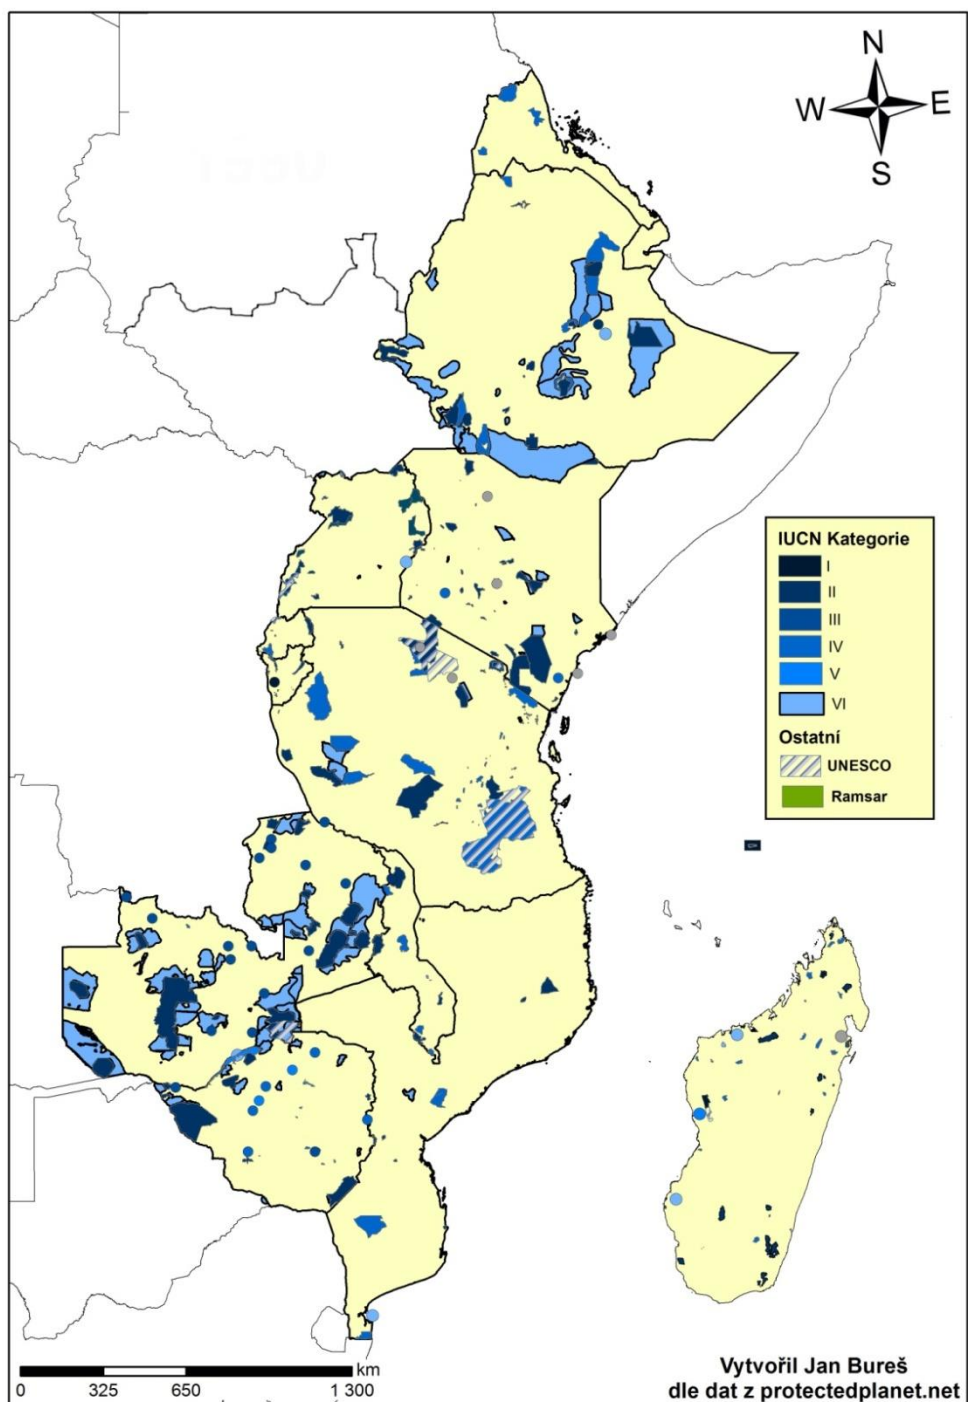 N
W E
S
IUCN Kategorie
I
II
III
IV
V
VI
Ostatní
UNESCO
Ramsar
km
0 325 650 1 300
Vytvořil Jan Bureš
dle dat z protectedplanet.net